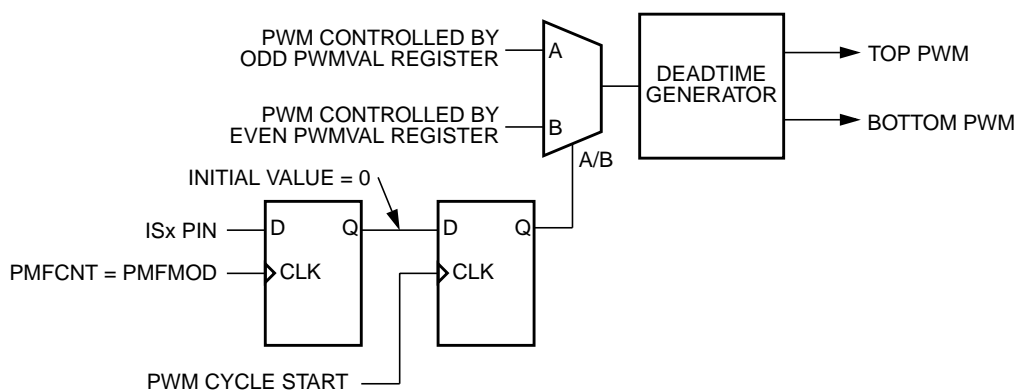 PWM CONTROLLED BY
ODD PWMVAL REGISTER
A
DEADTIME
GENERATOR
TOP PWM
PWM CONTROLLED BY
EVEN PWMVAL REGISTER
B
BOTTOM PWM
A/B
INITIAL VALUE = 0
ISx PIN
D
Q
D
Q
PMFCNT = PMFMOD
CLK
CLK
PWM CYCLE START